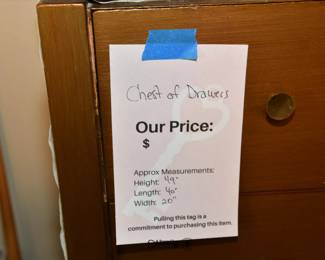 Chest of Drawers
Our Price:
$
Approx Measurements:
Height: 49"
Length: 40"
Width: 20"
Pulling this tag is a
commitment to purchasing this item.